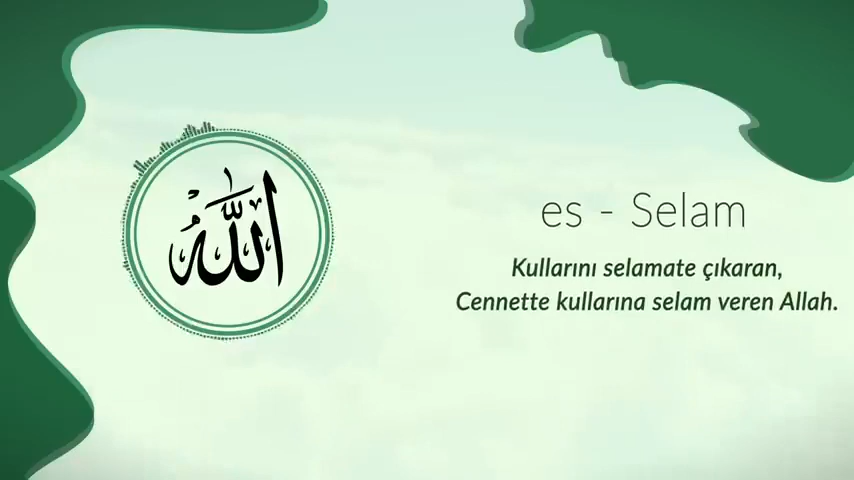 الله
es - Selam
Kullarını selamate çıkaran,
Cennette kullarına selam veren Allah.